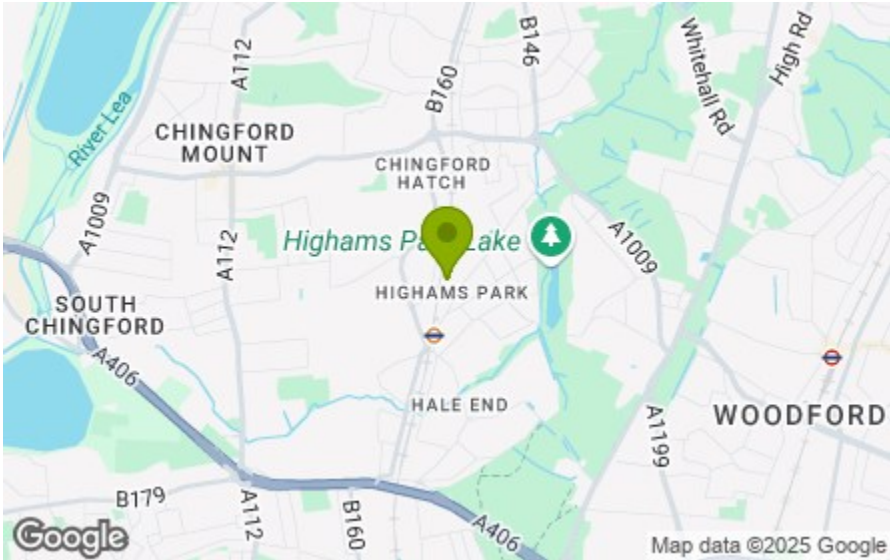 A112
B160
B146
Whitehall Rd
High Rd
River Lea
CHINGFORD
MOUNT
CHINGFORD
HATCH
A1009
A112
Highams Pa Lake
A1009
HIGHAMS PARK
SOUTH
CHINGFORD
A406
HALE END
A1199
WOODFORD
B179
A112
B160
A406
Google
Map data ©2025 Google